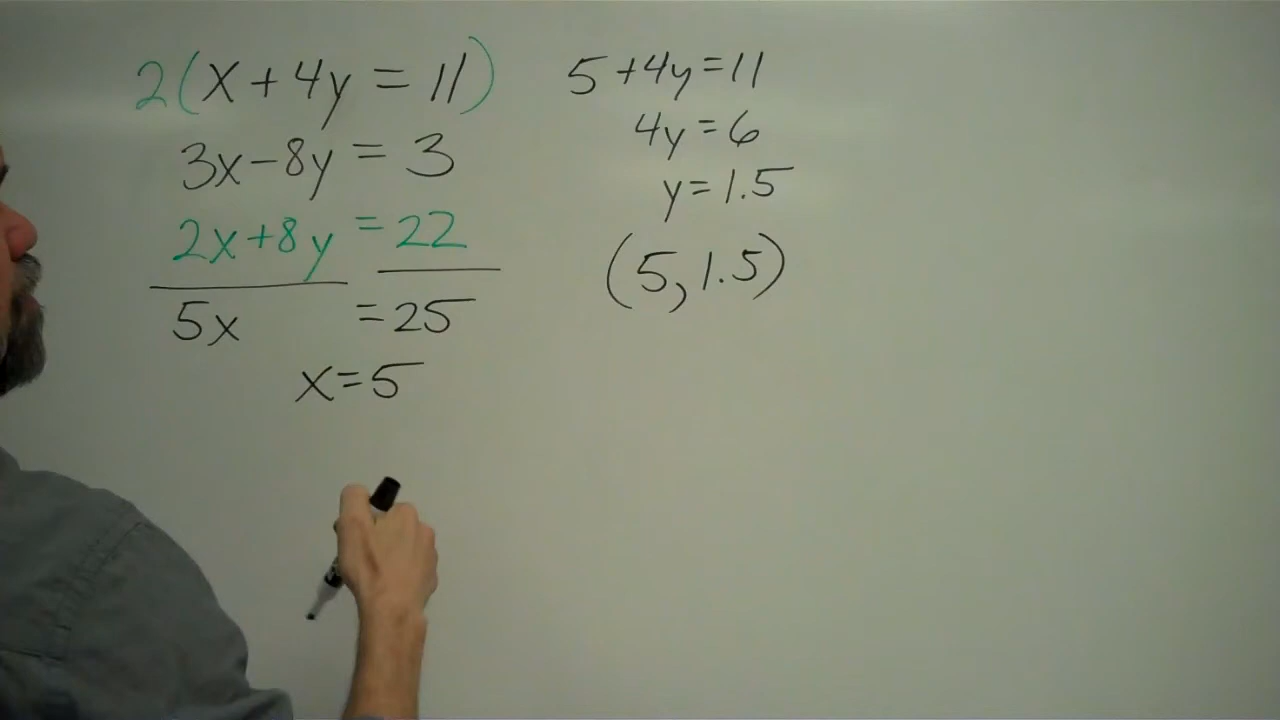 2(x+4y=11)
3x-8y=3
2x+8y=22
5x =25
x=5
5+4y=11
4y=6
y=1.5
(5,1.5)